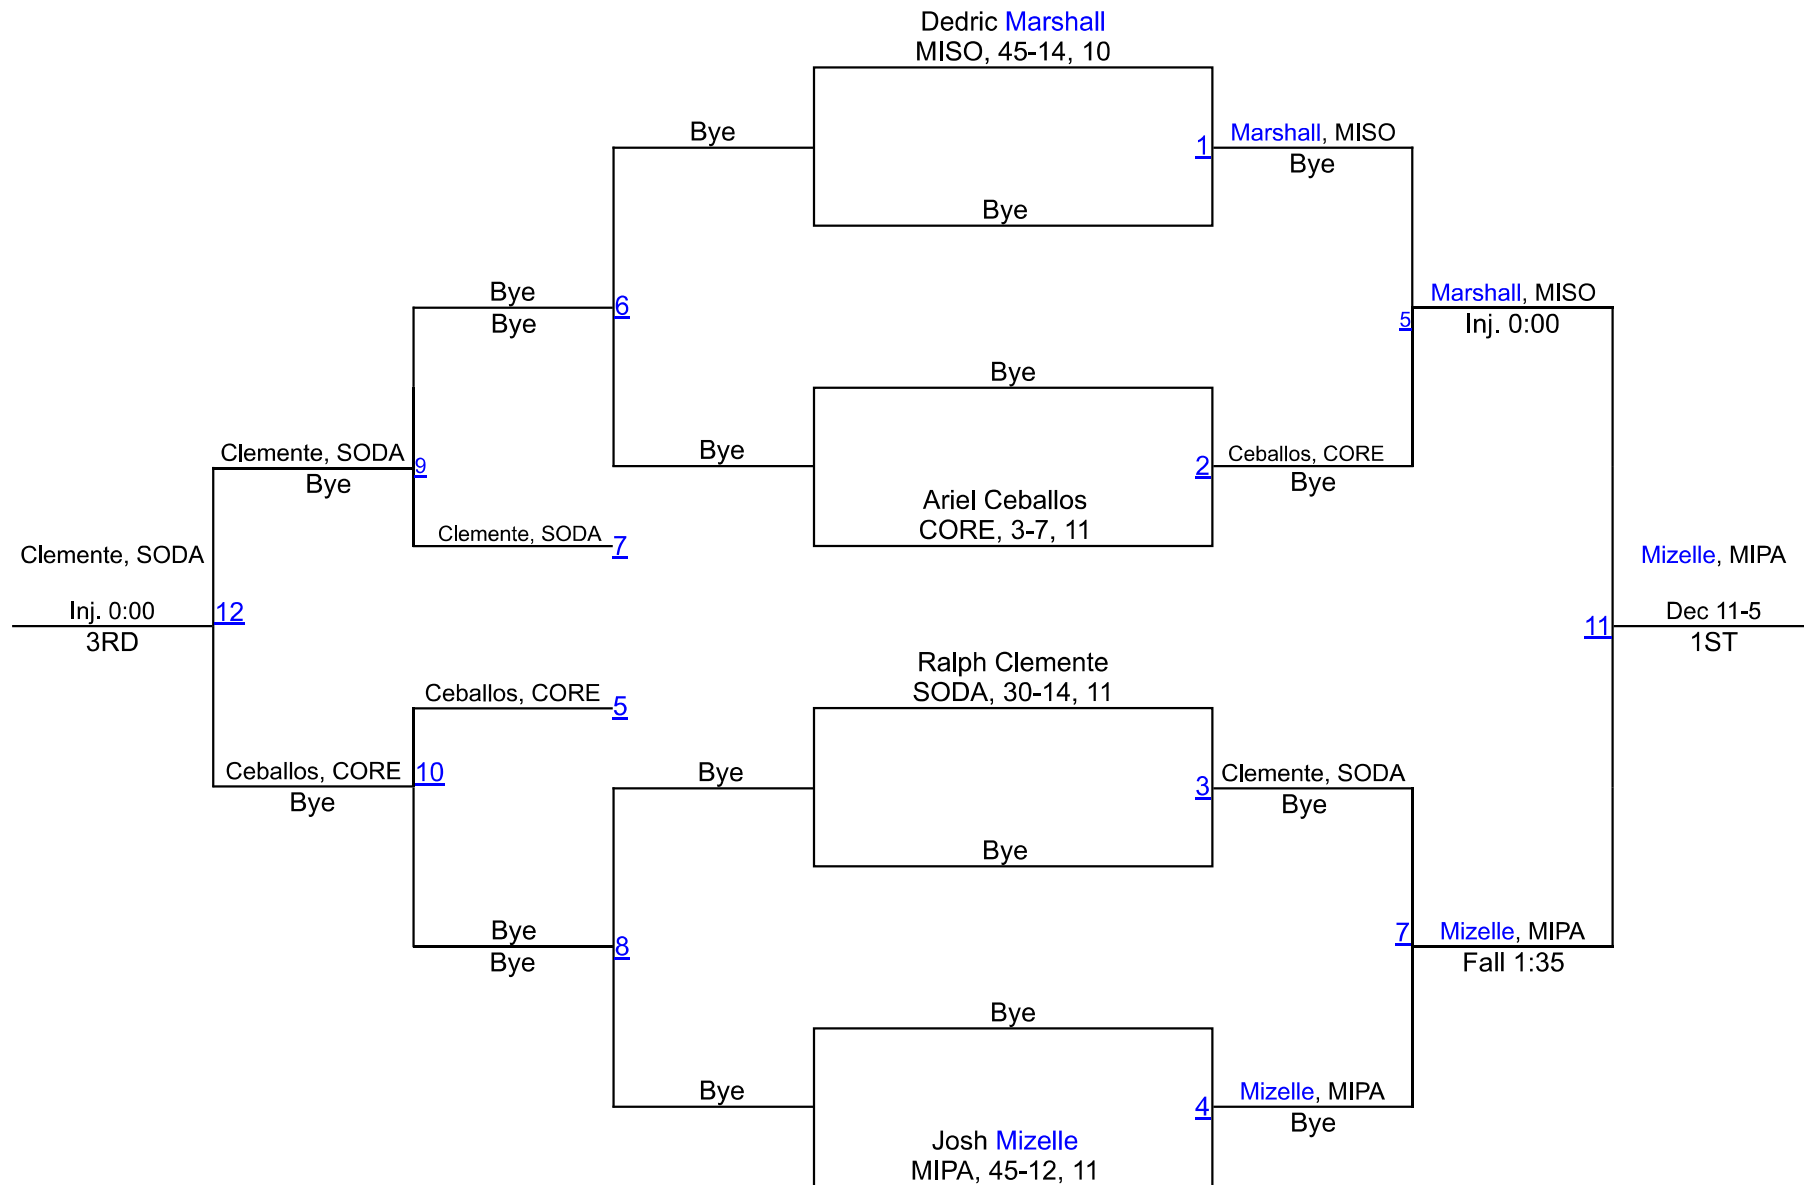 Dedric Marshall
MISO, 45-14, 10
Bye
1
Marshall, MISO
Bye
Bye
Bye
Bye
6
Marshall, MISO
5
Inj. 0:00
Bye
Bye
Clemente, SODA
9
Bye
2
Ceballos, CORE
Bye
Ariel Ceballos
CORE, 3-7, 11
Clemente, SODA
7
Clemente, SODA
Inj. 0:00
12
3RD
Mizelle, MIPA
11
Dec 11-5
1ST
Ralph Clemente
SODA, 30-14, 11
Ceballos, CORE
5
Ceballos, CORE
10
Bye
Bye
3
Clemente, SODA
Bye
Bye
Bye
8
Bye
7
Mizelle, MIPA
Fall 1:35
Bye
Bye
4
Mizelle, MIPA
Bye
Josh Mizelle
MIPA, 45-12, 11